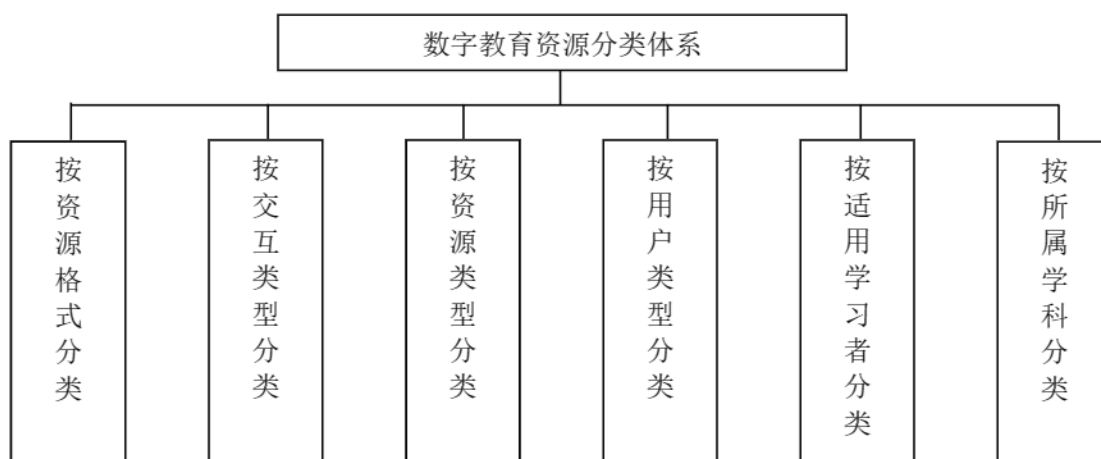 数字教育资源分类体系
按资源格式分类
按交互类型分类
按资源类型分类
按用户类型分类
按适用学习者分类
按所属学科分类